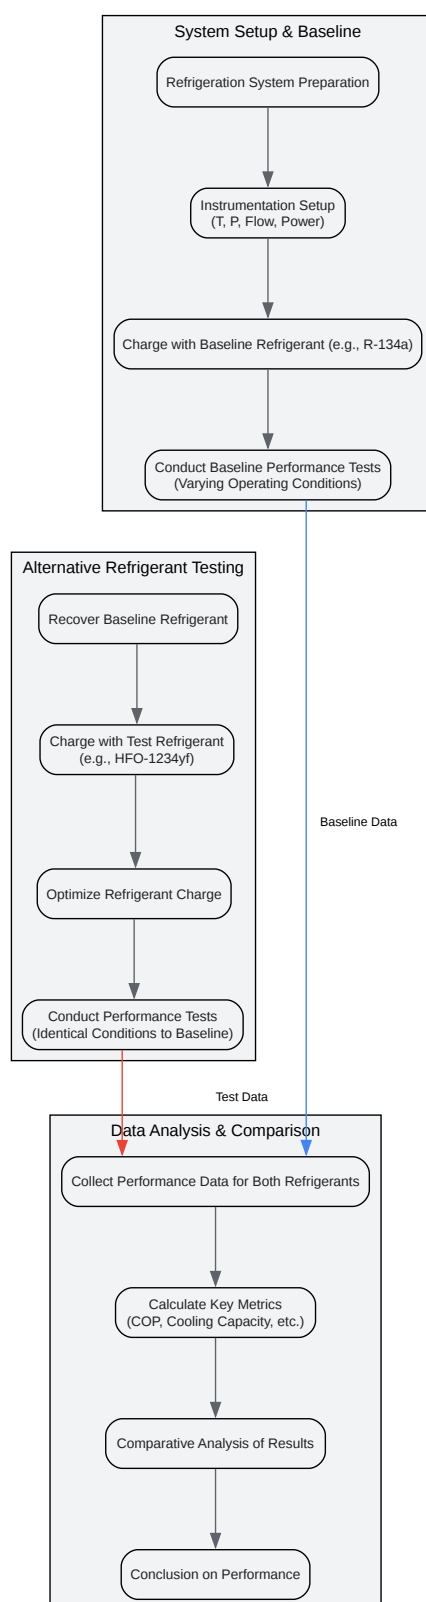 System Setup & Baseline
Refrigeration System Preparation
Instrumentation Setup
(T, P, Flow, Power)
Charge with Baseline Refrigerant (e.g., R-134a)
Conduct Baseline Performance Tests
(Varying Operating Conditions)
Alternative Refrigerant Testing
Recover Baseline Refrigerant
Charge with Test Refrigerant
(e.g., HFO-1234yf)
Baseline Data
Optimize Refrigerant Charge
Conduct Performance Tests
(Identical Conditions to Baseline)
Test Data
Data Analysis & Comparison
Collect Performance Data for Both Refrigerants
Calculate Key Metrics
(COP, Cooling Capacity, etc.)
Comparative Analysis of Results
Conclusion on Performance